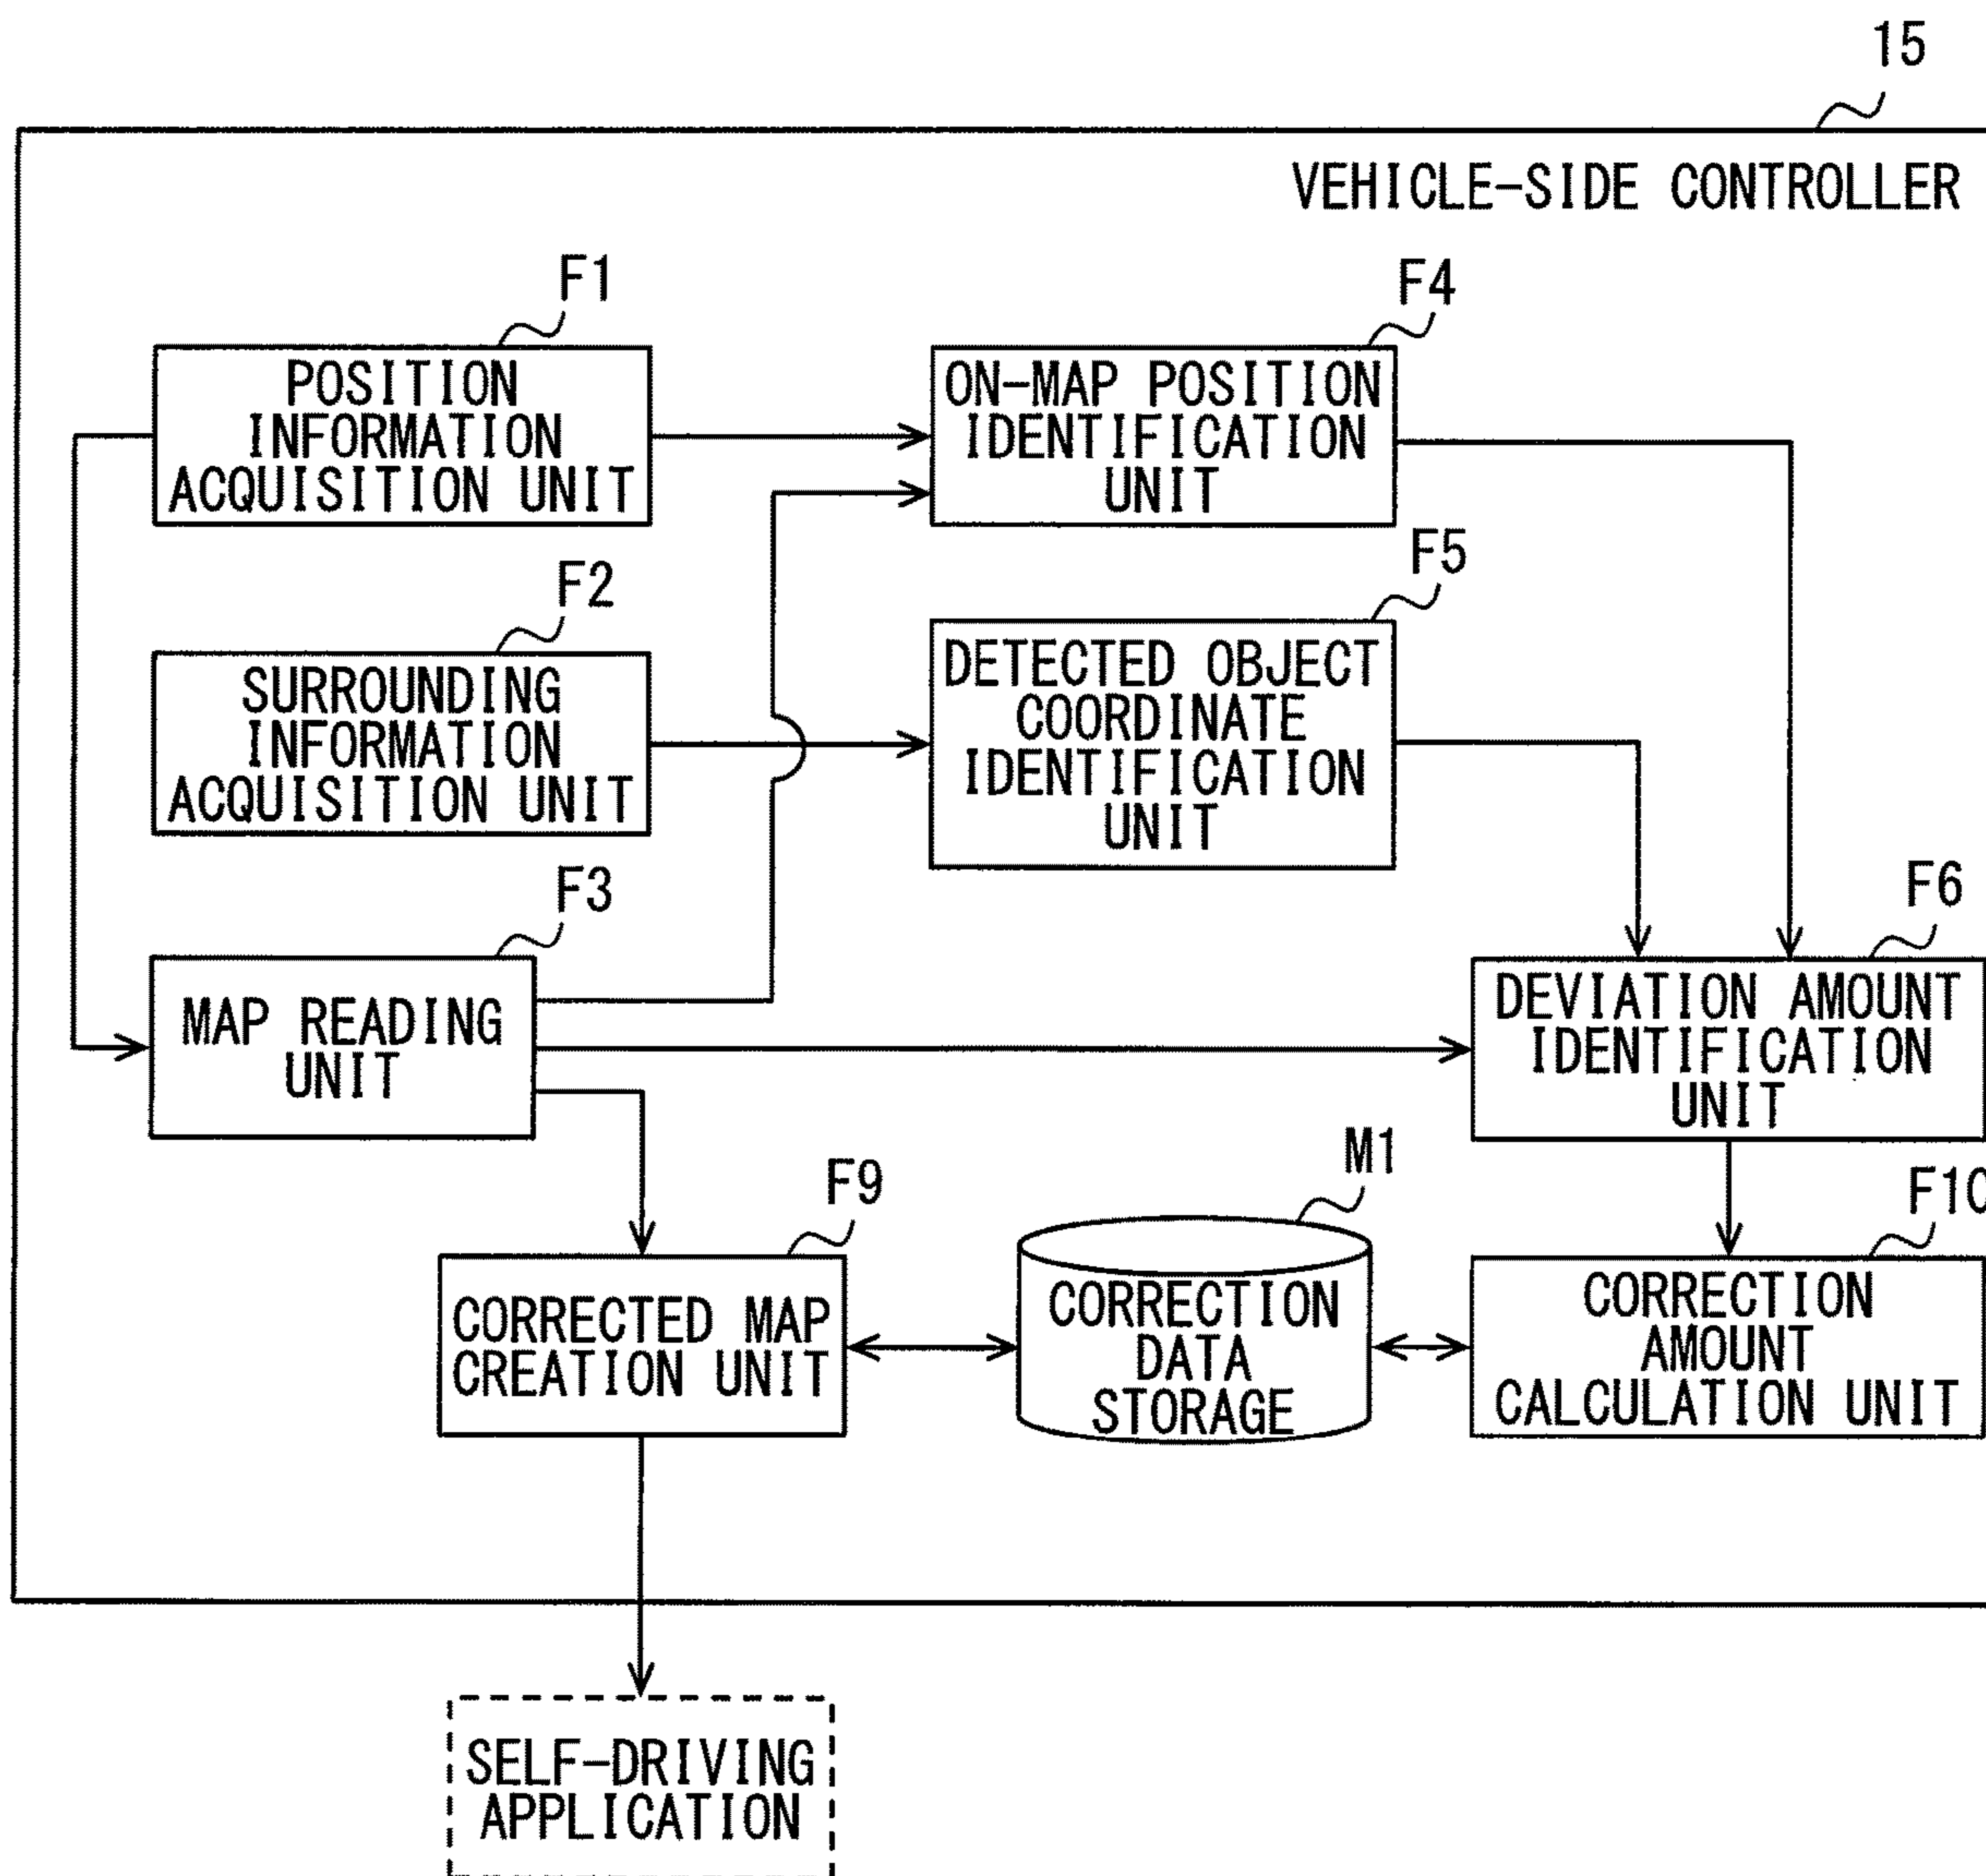 15
VEHICLE-SIDE CONTROLLER
F1
POSITION
INFORMATION
ACQUISITION UNIT
F4
ON-MAP POSITION
IDENTIFICATION
UNIT
F2
SURROUNDING
INFORMATION
ACQUISITION UNIT
F5
DETECTED OBJECT
COORDINATE
IDENTIFICATION
UNIT
F3
MAP READING
UNIT
F6
DEVIATION AMOUNT
IDENTIFICATION
UNIT
F9
CORRECTED MAP
CREATION UNIT
M1
CORRECTION
DATA
STORAGE
F10
CORRECTION
AMOUNT
CALCULATION UNIT
SELF-DRIVING
APPLICATION